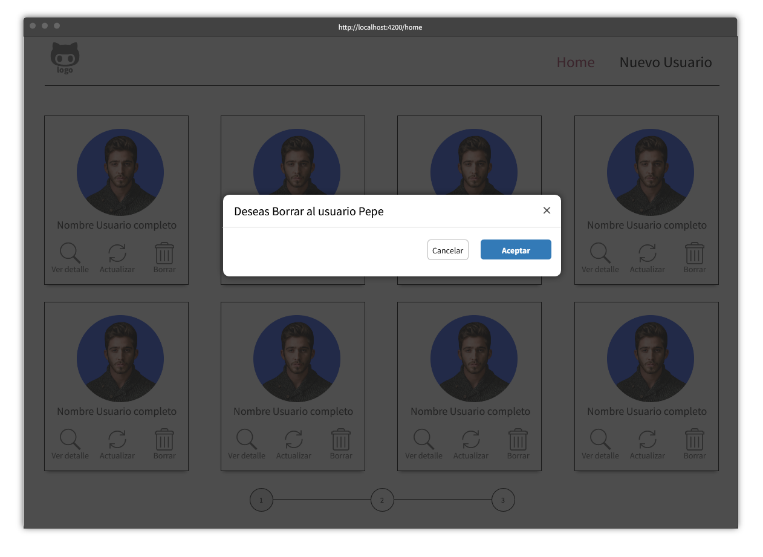 http://localhost:4200/home
logo
Home Nuevo Usuario
Nombre Usuario completo
Nombre Usuario completo
Deseas Borrar al usuario Pepe ×
Cancelar Aceptar
Ver detalle Actualizar Borrar
Ver detalle Actualizar Borrar
Nombre Usuario completo Nombre Usuario completo Nombre Usuario completo Nombre Usuario completo
Ver detalle Actualizar Borrar Ver detalle Actualizar Borrar Ver detalle Actualizar Borrar Ver detalle Actualizar Borrar
1 2 3